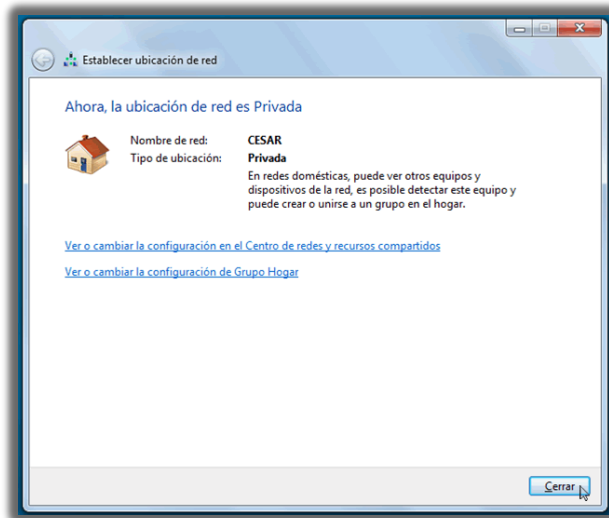 Establecer ubicación de red
Ahora, la ubicación de red es Privada
Nombre de red: CESAR
Tipo de ubicación: Privada
En redes domésticas, puede ver otros equipos y
dispositivos de la red, es posible detectar este equipo y
puede crear o unirse a un grupo en el hogar.
Ver o cambiar la configuración en el Centro de redes y recursos compartidos
Ver o cambiar la configuración de Grupo Hogar
Cerrar